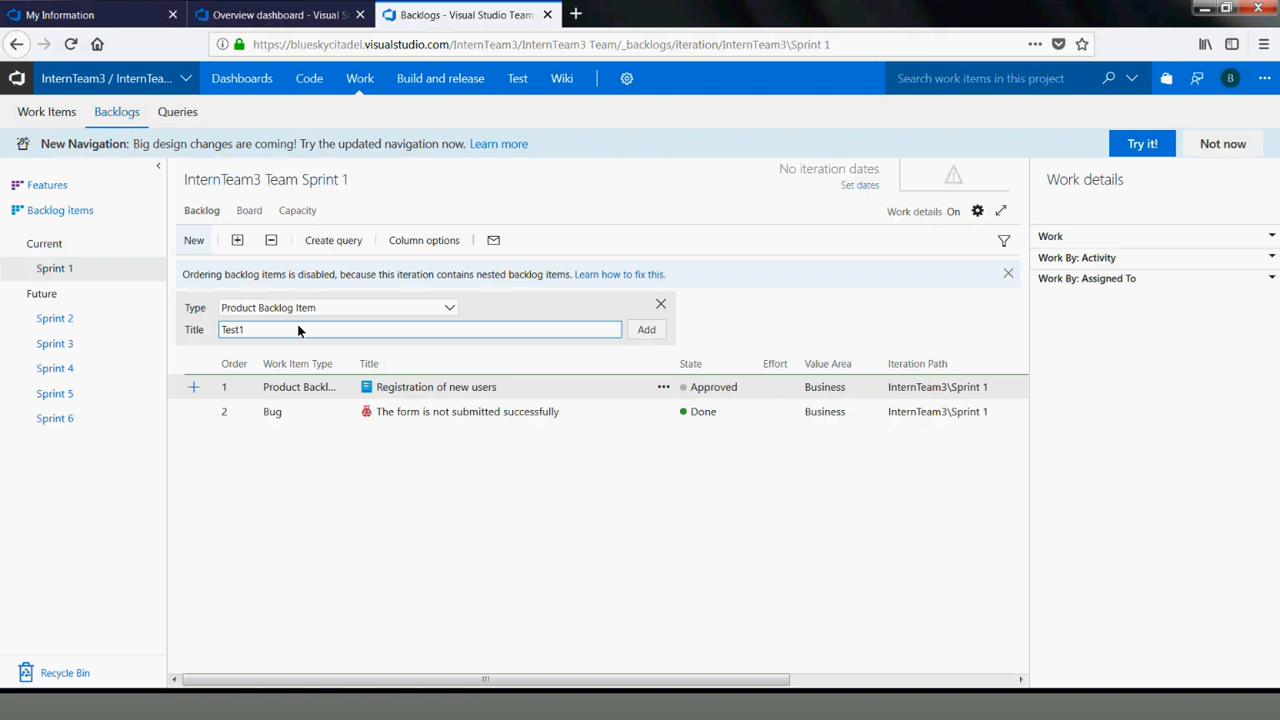 My Information
Overview dashboard - Visual S
Backlogs - Visual Studio Team
https://blueskycitadel.visualstudio.com/InternTeam3/InternTeam3 Team/_backlogs/iteration/InternTeam3\Sprint 1
InternTeam3 / InternTea...
Dashboards
Code
Work
Build and release
Test
Wiki
Search work items in this project
B
Work Items
Backlogs
Queries
New Navigation: Big design changes are coming! Try the updated navigation now. Learn more
Try it!
Not now
Features
Backlog items
Current
Sprint 1
Future
Sprint 2
Sprint 3
Sprint 4
Sprint 5
Sprint 6
Recycle Bin
InternTeam3 Team Sprint 1
No iteration dates
Set dates
Backlog
Board
Capacity
Work details On
New
Create query
Column options
Ordering backlog items is disabled, because this iteration contains nested backlog items. Learn how to fix this.
Type
Product Backlog Item
Title
Test1
Add
Order Work Item Type Title State Effort Value Area Iteration Path
1 Product Backl... Registration of new users ... Approved Business InternTeam3\Sprint 1
2 Bug The form is not submitted successfully Done Business InternTeam3\Sprint 1
Work details
Work
Work By: Activity
Work By: Assigned To